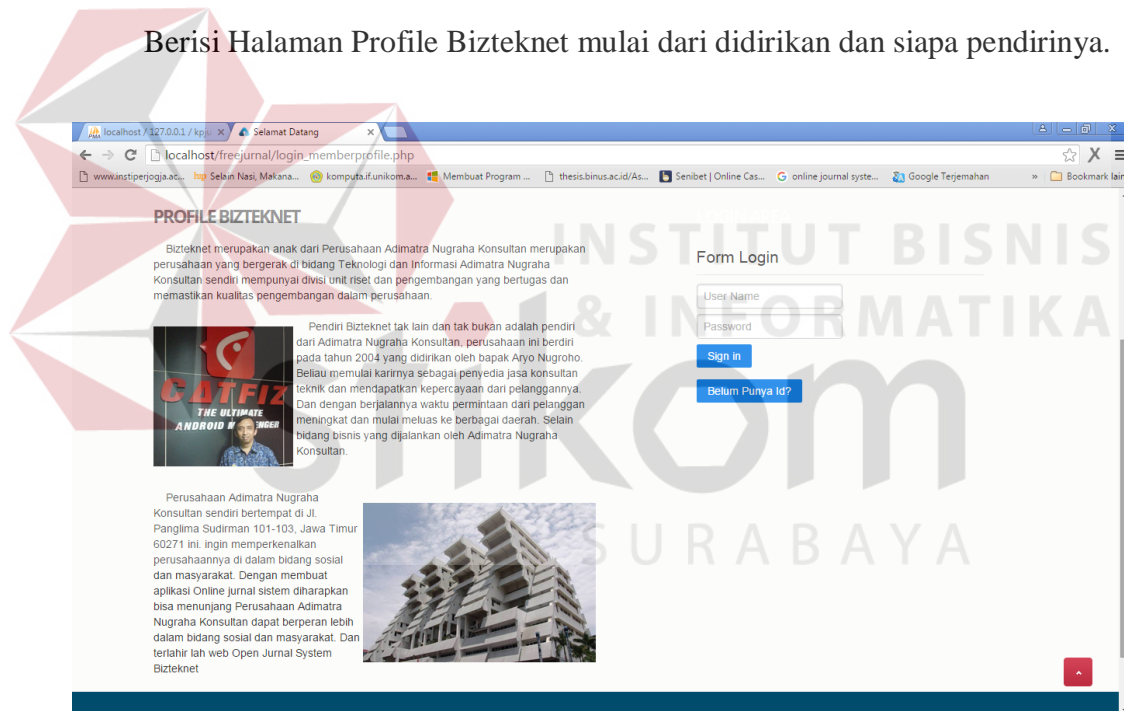 Berisi Halaman Profile Bizteknet mulai dari didirikan dan siapa pendirinya.
localhost / 127.0.0.1 / kpju
Selamat Datang
localhost/freejurnal/login_memberprofile.php
www.instiperjogja.ac... Selain Nasi, Makana... komputa.if.unikom.a... Membuat Program ... thesis.binus.ac.id/As... Senibet | Online Cas... online journal syste... Google Terjemahan » Bookmark lain
PROFILE BIZTEKNET
Bizteknet merupakan anak dari Perusahaan Adimatra Nugraha Konsultan merupakan
perusahaan yang bergerak di bidang Teknologi dan Informasi Adimatra Nugraha
Konsultan sendiri mempunyai divisi unit riset dan pengembangan yang bertugas dan
memastikan kualitas pengembangan dalam perusahaan.
Pendiri Bizteknet tak lain dan tak bukan adalah pendiri
dari Adimatra Nugraha Konsultan, perusahaan ini berdiri
pada tahun 2004 yang didirikan oleh bapak Aryo Nugroho.
Beliau memulai karirnya sebagai penyedia jasa konsultan
teknik dan mendapatkan kepercayaan dari pelanggannya.
Dan dengan berjalannya waktu permintaan dari pelanggan
meningkat dan mulai meluas ke berbagai daerah. Selain
bidang bisnis yang dijalankan oleh Adimatra Nugraha
Konsultan.
CATFIZ
THE ULTIMATE
ANDROID
Perusahaan Adimatra Nugraha
Konsultan sendiri bertempat di Jl.
Panglima Sudirman 101-103, Jawa Timur
60271 ini. ingin memperkenalkan
perusahaannya di dalam bidang sosial
dan masyarakat. Dengan membuat
aplikasi Online jurnal sistem diharapkan
bisa menunjang Perusahaan Adimatra
Nugraha Konsultan dapat berperan lebih
dalam bidang sosial dan masyarakat. Dan
terlahir lah web Open Jurnal System
Bizteknet
LOGIN AREA
Form Login
User Name
Password
Sign in
Belum Punya Id?
INSTITUT BISNIS
& INFORMATIKA
stikom
SURABAYA